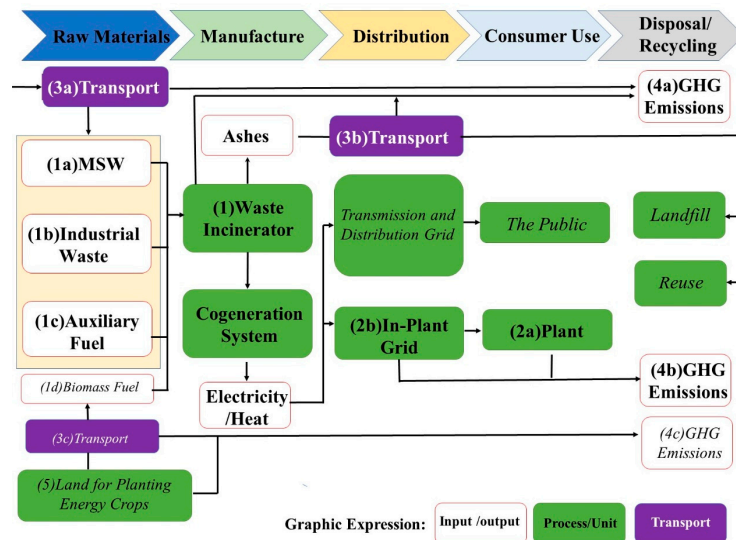 Raw Materials
Manufacture
Distribution
Consumer Use
Disposal/
Recycling
(3a)Transport
(4a)GHG
Emissions
Ashes
(3b)Transport
(1a)MSW
(1)Waste
Incinerator
Transmission and
Distribution Grid
The Public
Landfill
(1b)Industrial
Waste
Reuse
(1c)Auxiliary
Fuel
Cogeneration
System
(2b)In-Plant
Grid
(2a)Plant
(1d)Biomass Fuel
Electricity
/Heat
(4b)GHG
Emissions
(3c)Transport
(4c)GHG
Emissions
(5)Land for Planting
Energy Crops
Graphic Expression:
Input /output
Process/Unit
Transport